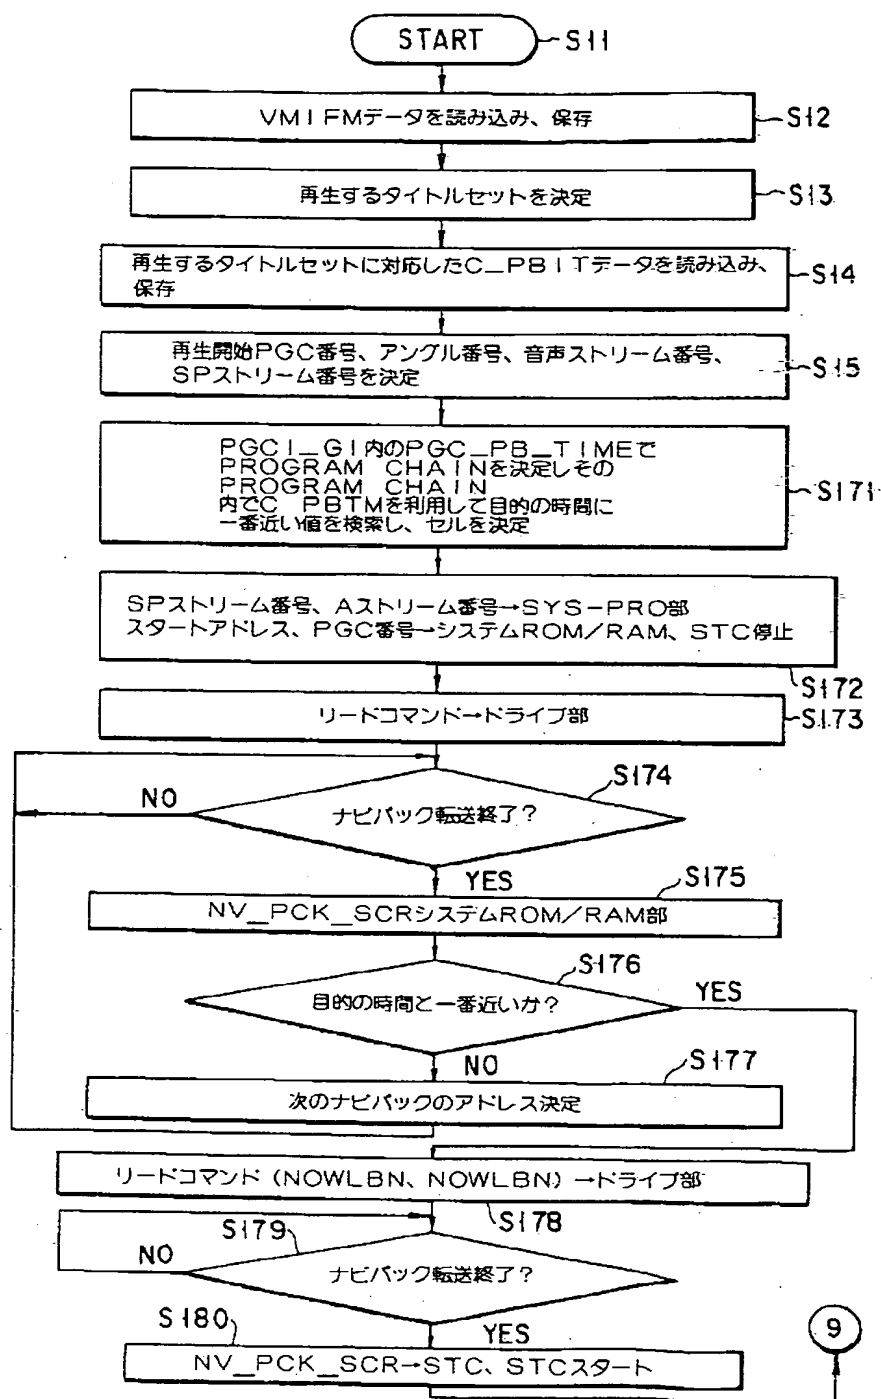 START
S11
VMIFMデータを読み込み、保存
S12
再生するタイトルセットを決定
S13
再生するタイトルセットに対応したC_PBITデータを読み込み、
保存
S14
再生開始PGC番号、アングル番号、音声ストリーム番号、
SPストリーム番号を決定
S15
PGCI_GI内のPGC_PB_TIMEで
PROGRAM CHAINを決定しその
PROGRAM CHAIN
内でC PBTMを利用して目的の時間に
一番近い値を検索し、セルを決定
S171
SPストリーム番号、Aストリーム番号→SYS-PRO部
スタートアドレス、PGC番号→システムROM/RAM、STC停止
S172
リードコマンド→ドライブ部
S173
S174
NO
ナビパック転送終了?
YES
S175
NV_PCK_SCRシステムROM/RAM部
S176
目的の時間と一番近いか?
YES
NO
S177
次のナビパックのアドレス決定
リードコマンド(NOWLBN、NOWLBN)→ドライブ部
S178
S179
NO
ナビパック転送終了?
YES
S180
NV_PCK_SCR→STC、STCスタート
9